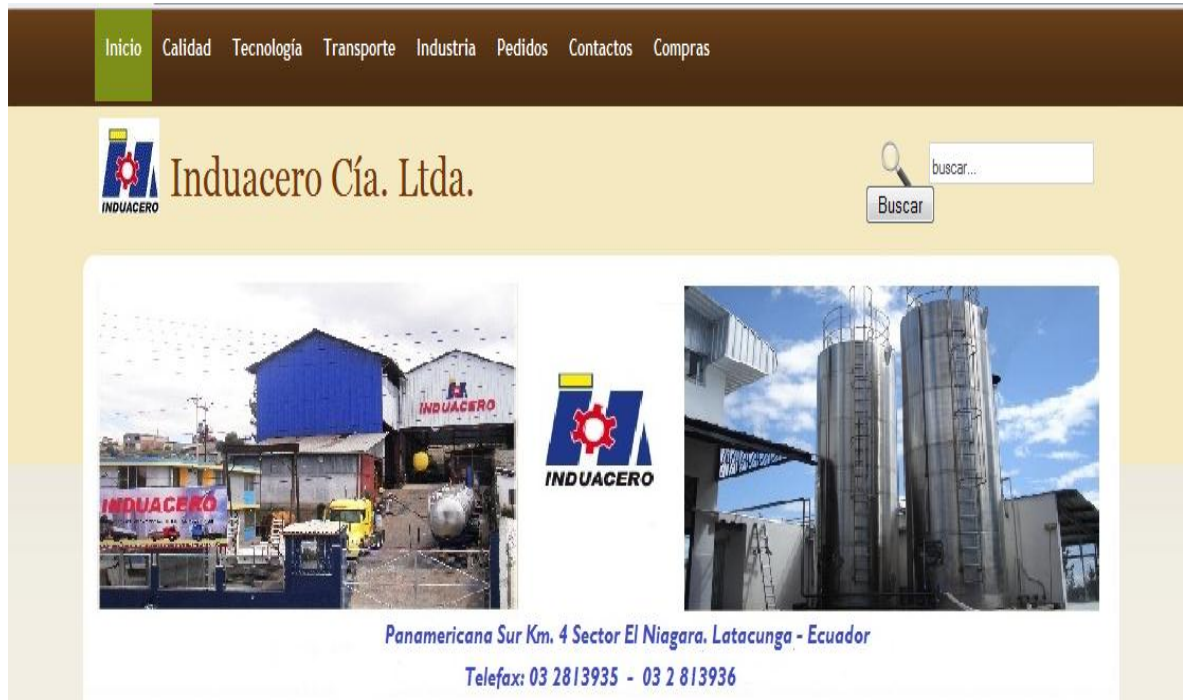 Inicio Calidad Tecnología Transporte Industria Pedidos Contactos Compras
INDUACERO
Induacero Cía. Ltda.
buscar...
Buscar
INDUACERO
INDUACERO
INDUACERO
Panamericana Sur Km. 4 Sector El Niagara. Latacunga - Ecuador
Telefax: 03 2813935 - 03 2 813936